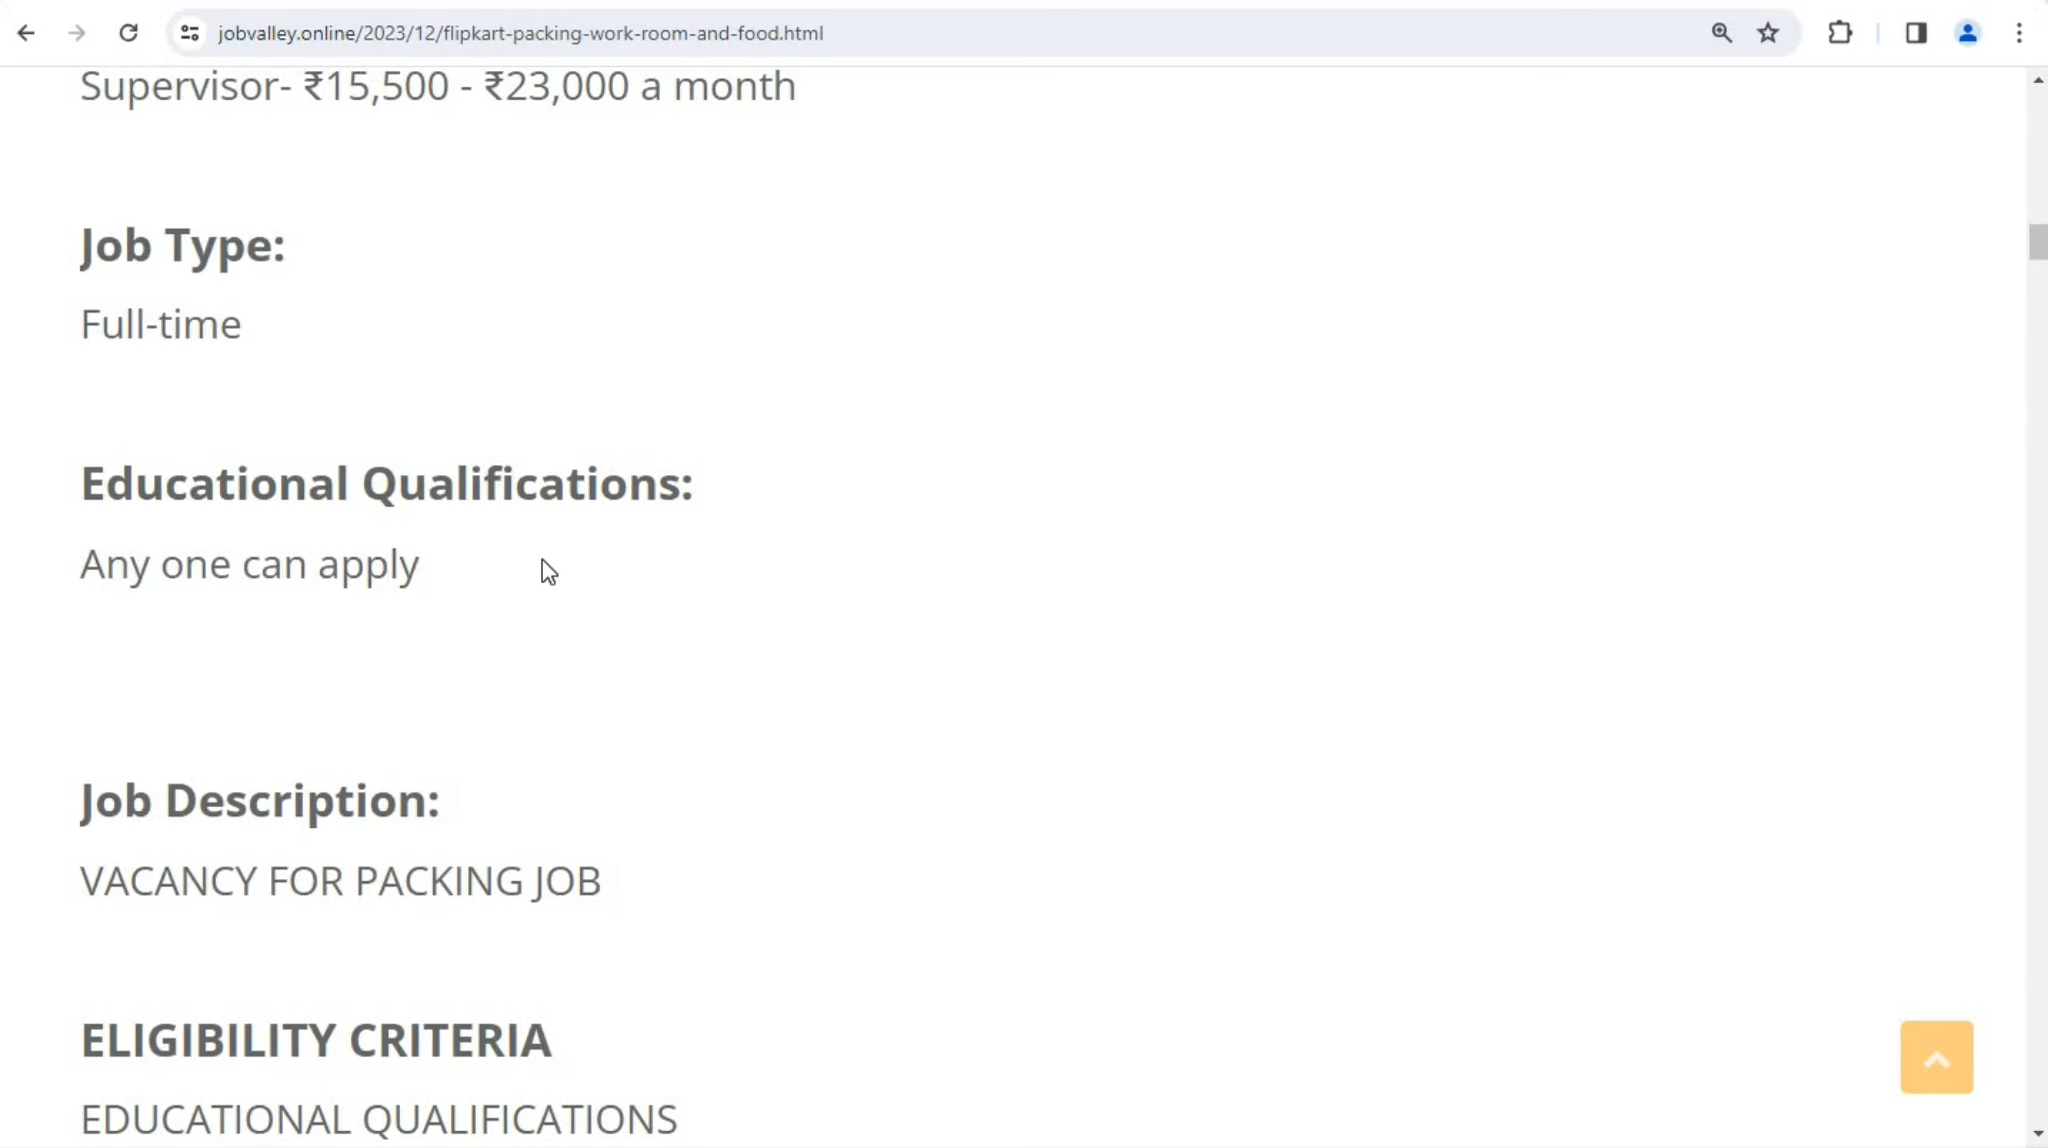 jobvalley.online/2023/12/flipkart-packing-work-room-and-food.html
Supervisor- ₹15,500 - ₹23,000 a month
Job Type:
Full-time
Educational Qualifications:
Any one can apply
Job Description:
VACANCY FOR PACKING JOB
ELIGIBILITY CRITERIA
EDUCATIONAL QUALIFICATIONS